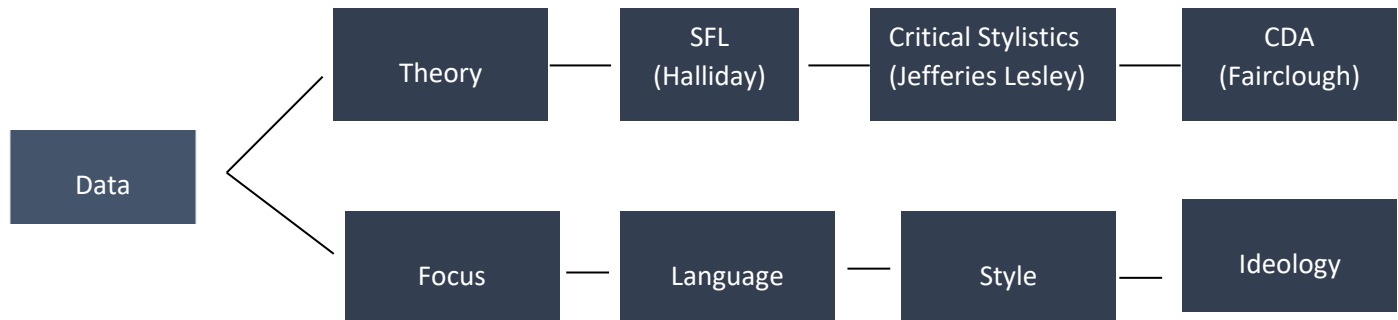 Theory
SFL
(Halliday)
Critical Stylistics
(Jefferies Lesley)
CDA
(Fairclough)
Data
Focus
Language
Style
Ideology